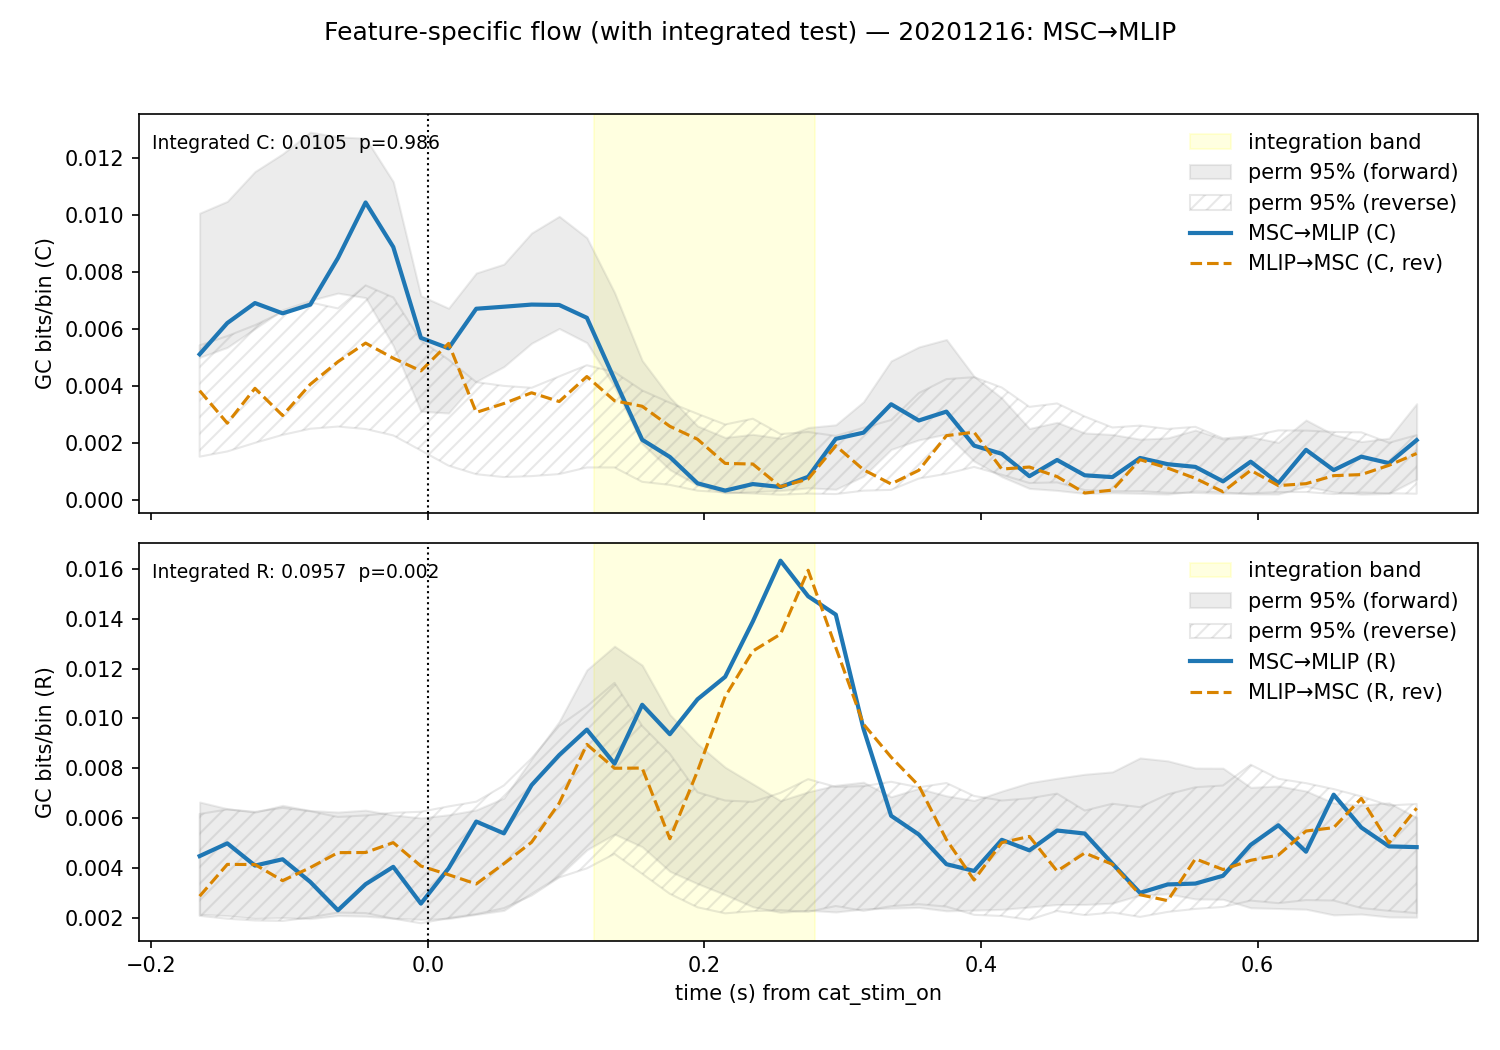 Feature-specific flow (with integrated test) — 20201216: MSC→MLIP
Integrated C: 0.0105  p=0.986
integration band
perm 95% (forward)
perm 95% (reverse)
MSC→MLIP (C)
MLIP→MSC (C, rev)
GC bits/bin (C)
0.012
0.010
0.008
0.006
0.004
0.002
0.000
Integrated R: 0.0957  p=0.002
integration band
perm 95% (forward)
perm 95% (reverse)
MSC→MLIP (R)
MLIP→MSC (R, rev)
GC bits/bin (R)
0.016
0.014
0.012
0.010
0.008
0.006
0.004
0.002
−0.2
0.0
0.2
0.4
0.6
time (s) from cat_stim_on